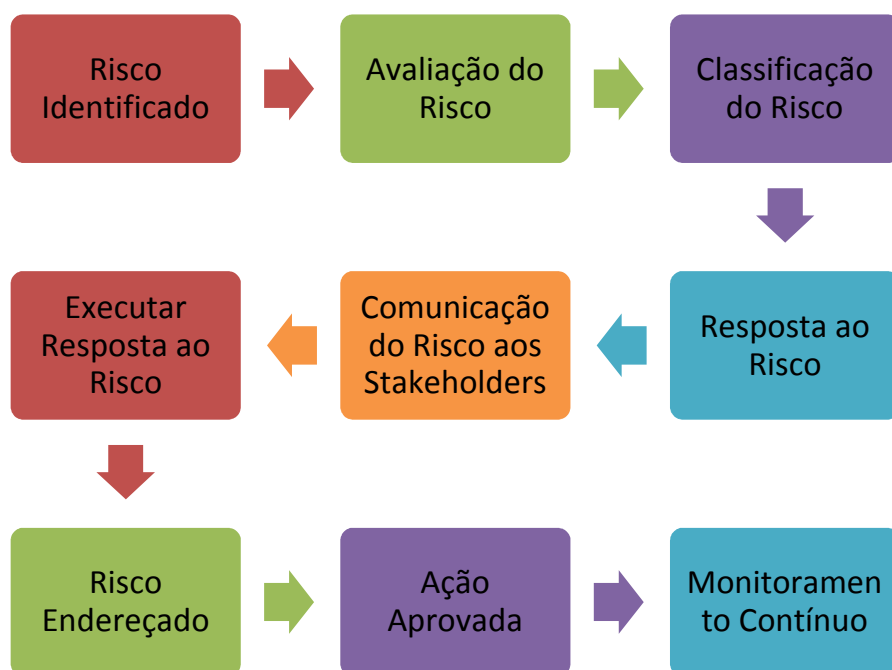 Risco
Identificado
Avaliação do
Risco
Classificação
do Risco
Executar
Resposta ao
Risco
Comunicação
do Risco aos
Stakeholders
Resposta ao
Risco
Risco
Endereçado
Ação
Aprovada
Monitoramen
to Contínuo